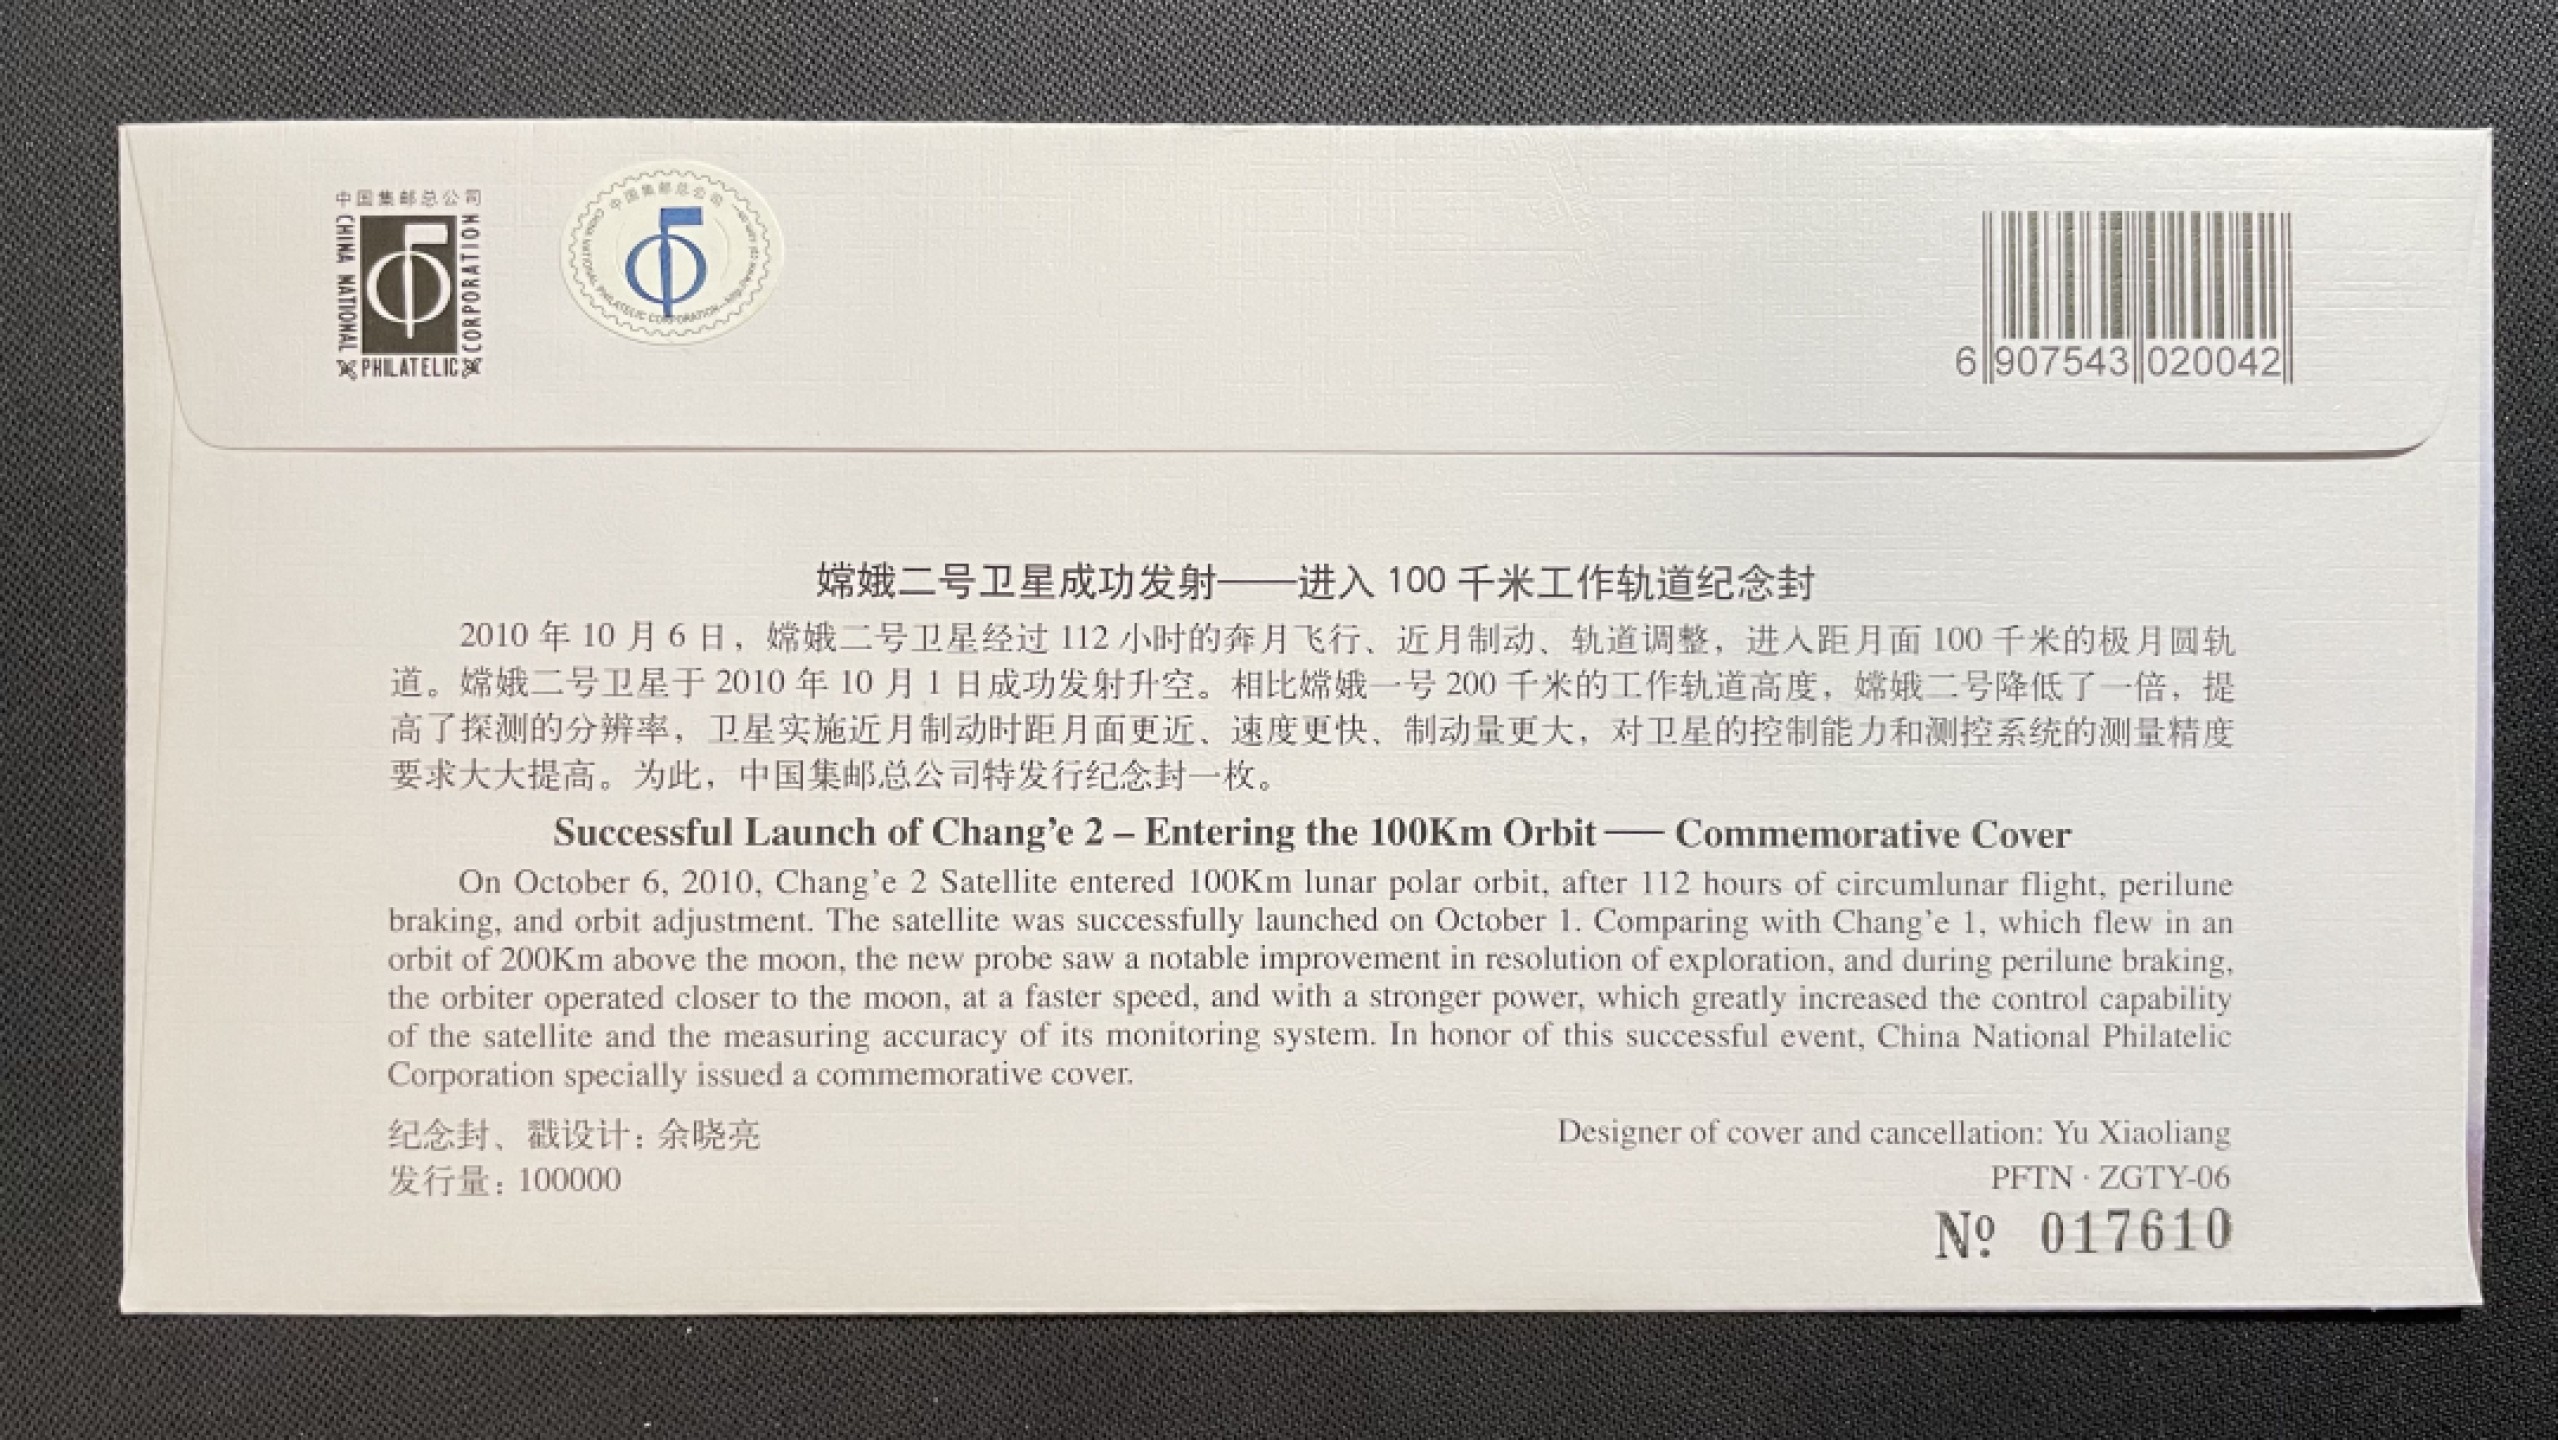 中国集邮总公司
CHINA NATIONAL
PHILATELIC
CORPORATION
中国集邮总公司
CHINA NATIONAL PHILATELIC CORPORATION
6 907543 020042
嫦娥二号卫星成功发射——进入 100 千米工作轨道纪念封
2010 年 10 月 6 日，嫦娥二号卫星经过 112 小时的奔月飞行、近月制动、轨道调整，进入距月面 100 千米的极月圆轨
道。嫦娥二号卫星于 2010 年 10 月 1 日成功发射升空。相比嫦娥一号 200 千米的工作轨道高度，嫦娥二号降低了一倍，提
高了探测的分辨率，卫星实施近月制动时距月面更近、速度更快、制动量更大，对卫星的控制能力和测控系统的测量精度
要求大大提高。为此，中国集邮总公司特发行纪念封一枚。
Successful Launch of Chang’e 2 – Entering the 100Km Orbit —— Commemorative Cover
On October 6, 2010, Chang’e 2 Satellite entered 100Km lunar polar orbit, after 112 hours of circumlunar flight, perilune
braking, and orbit adjustment. The satellite was successfully launched on October 1. Comparing with Chang’e 1, which flew in an
orbit of 200Km above the moon, the new probe saw a notable improvement in resolution of exploration, and during perilune braking,
the orbiter operated closer to the moon, at a faster speed, and with a stronger power, which greatly increased the control capability
of the satellite and the measuring accuracy of its monitoring system. In honor of this successful event, China National Philatelic
Corporation specially issued a commemorative cover.
纪念封、戳设计：余晓亮
Designer of cover and cancellation: Yu Xiaoliang
发行量：100000
PFTN · ZGTY-06
Nº 017610